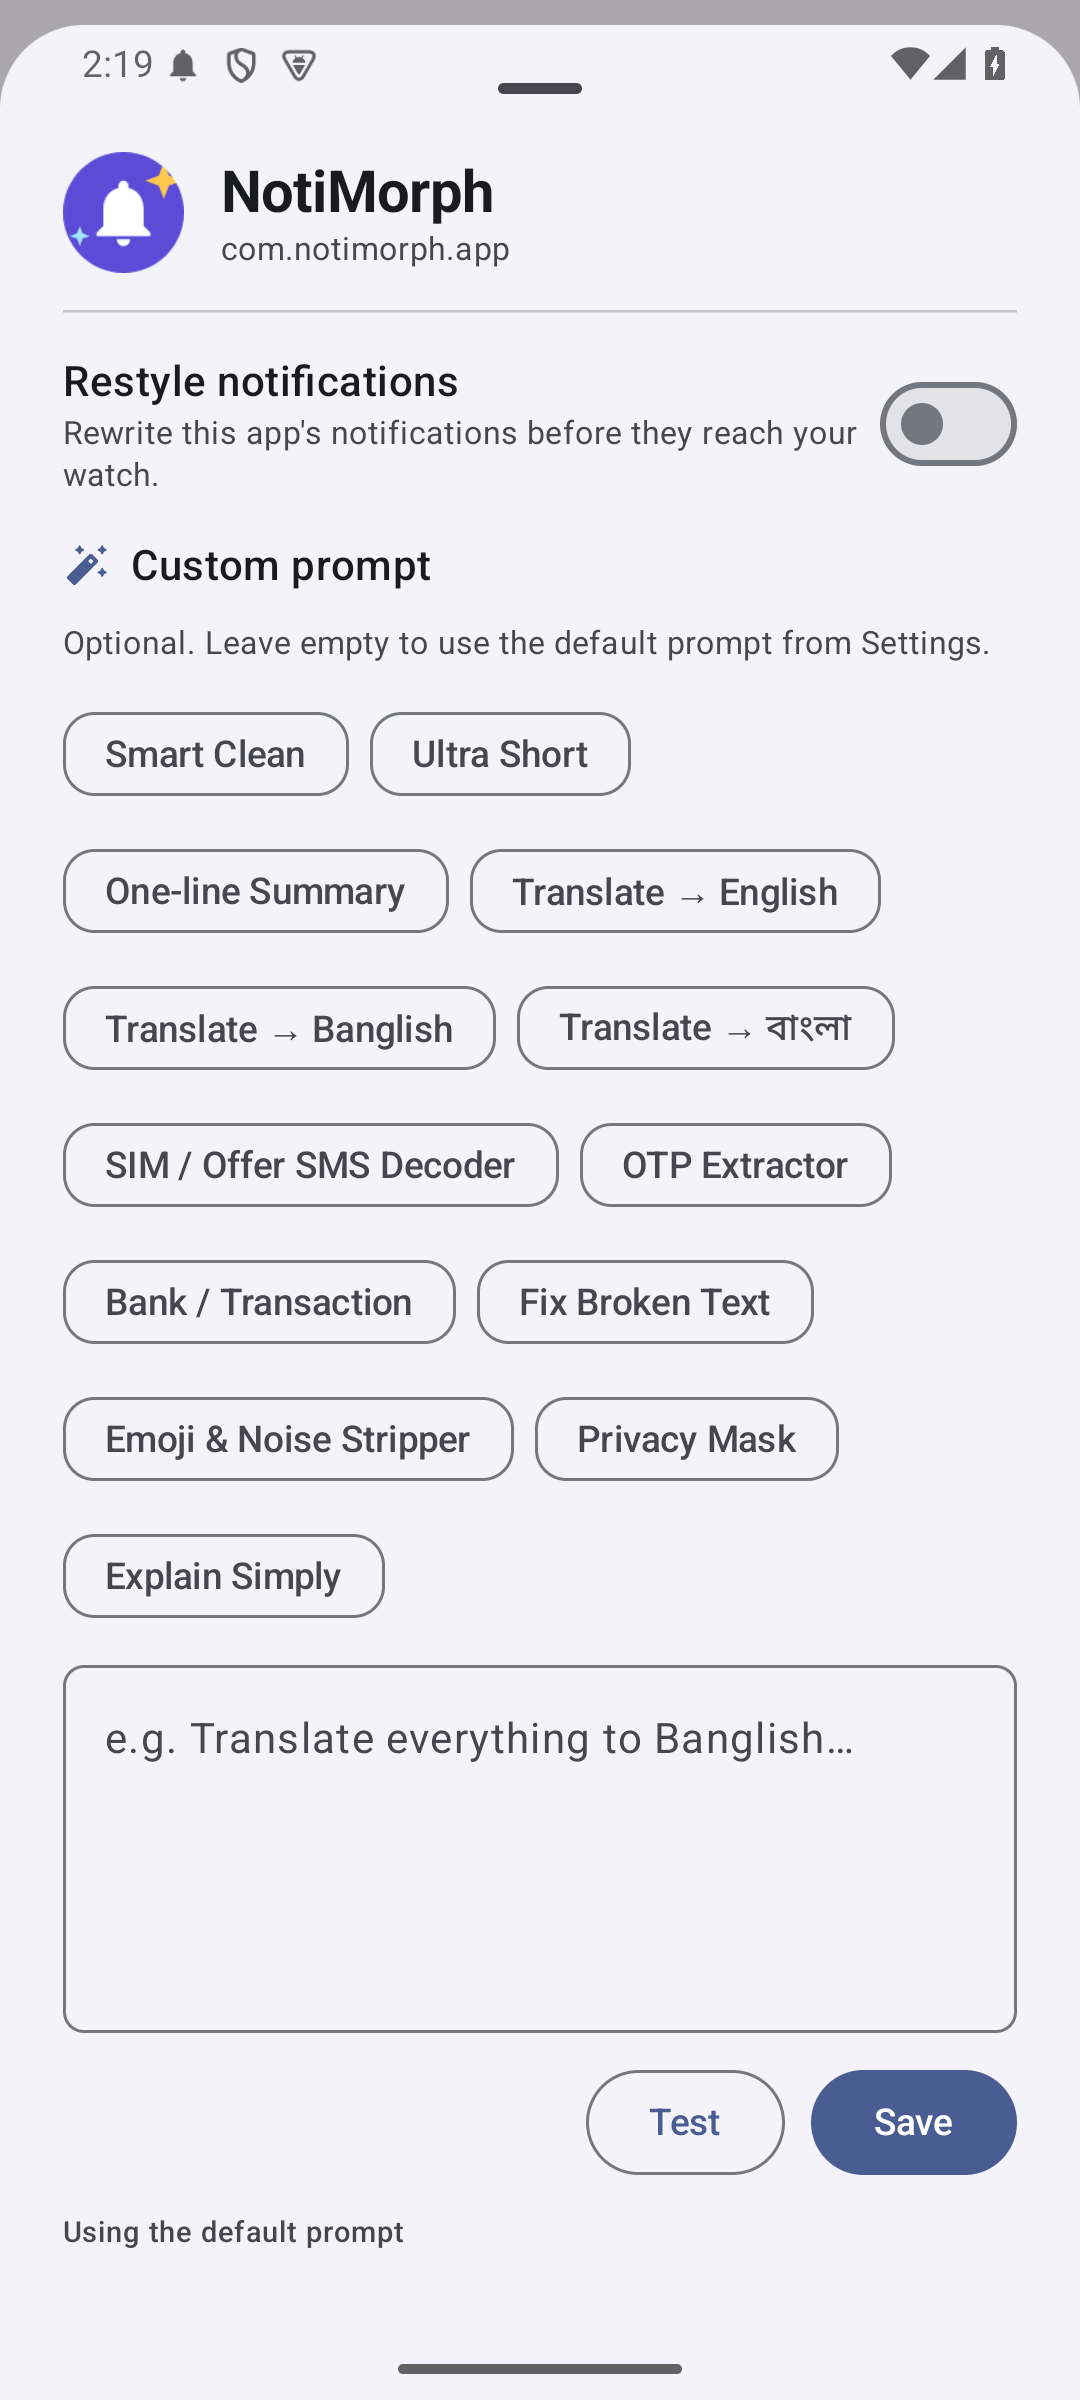 2:19
NotiMorph
com.notimorph.app
Restyle notifications
Rewrite this app's notifications before they reach your
watch.
Custom prompt
Optional. Leave empty to use the default prompt from Settings.
Smart Clean
Ultra Short
One-line Summary
Translate → English
Translate → Banglish
Translate → বাংলা
SIM / Offer SMS Decoder
OTP Extractor
Bank / Transaction
Fix Broken Text
Emoji & Noise Stripper
Privacy Mask
Explain Simply
e.g. Translate everything to Banglish…
Test
Save
Using the default prompt